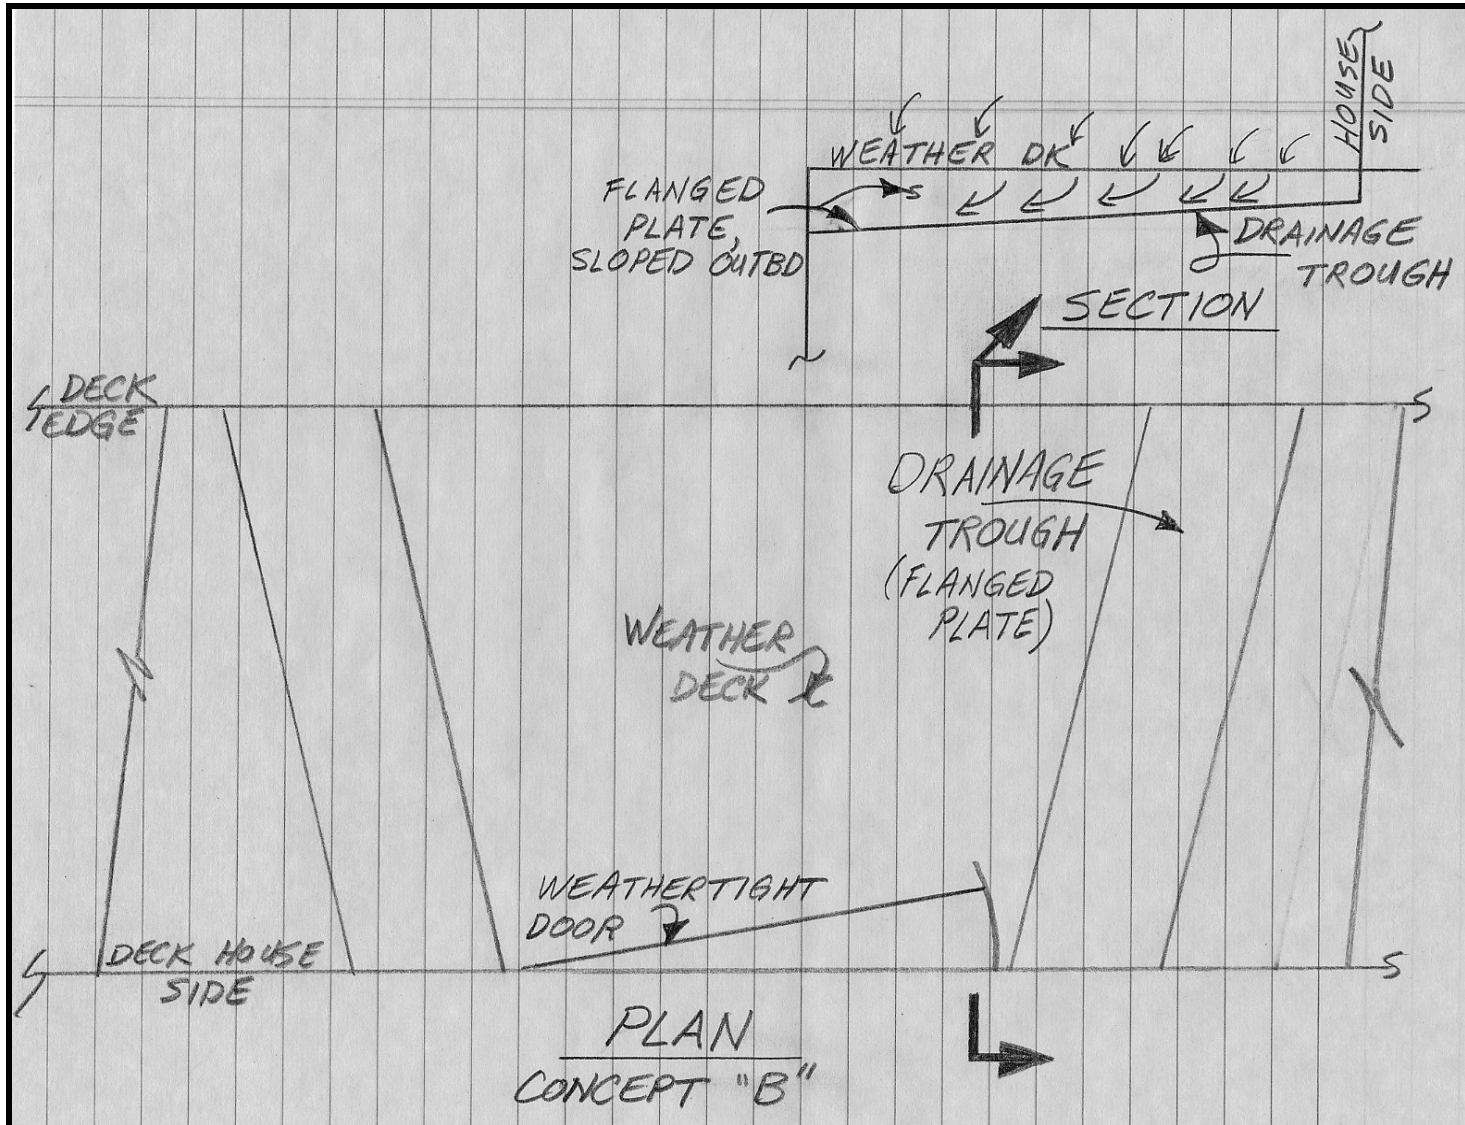 HOUSE
SIDE
WEATHER DK
FLANGED
PLATE,
SLOPED OUTBD
DRAINAGE
TROUGH
SECTION
DECK
EDGE
DRAINAGE
TROUGH
(FLANGED
PLATE)
WEATHER
DECK
WEATHERTIGHT
DOOR
DECK HOUSE
SIDE
PLAN
CONCEPT "B"